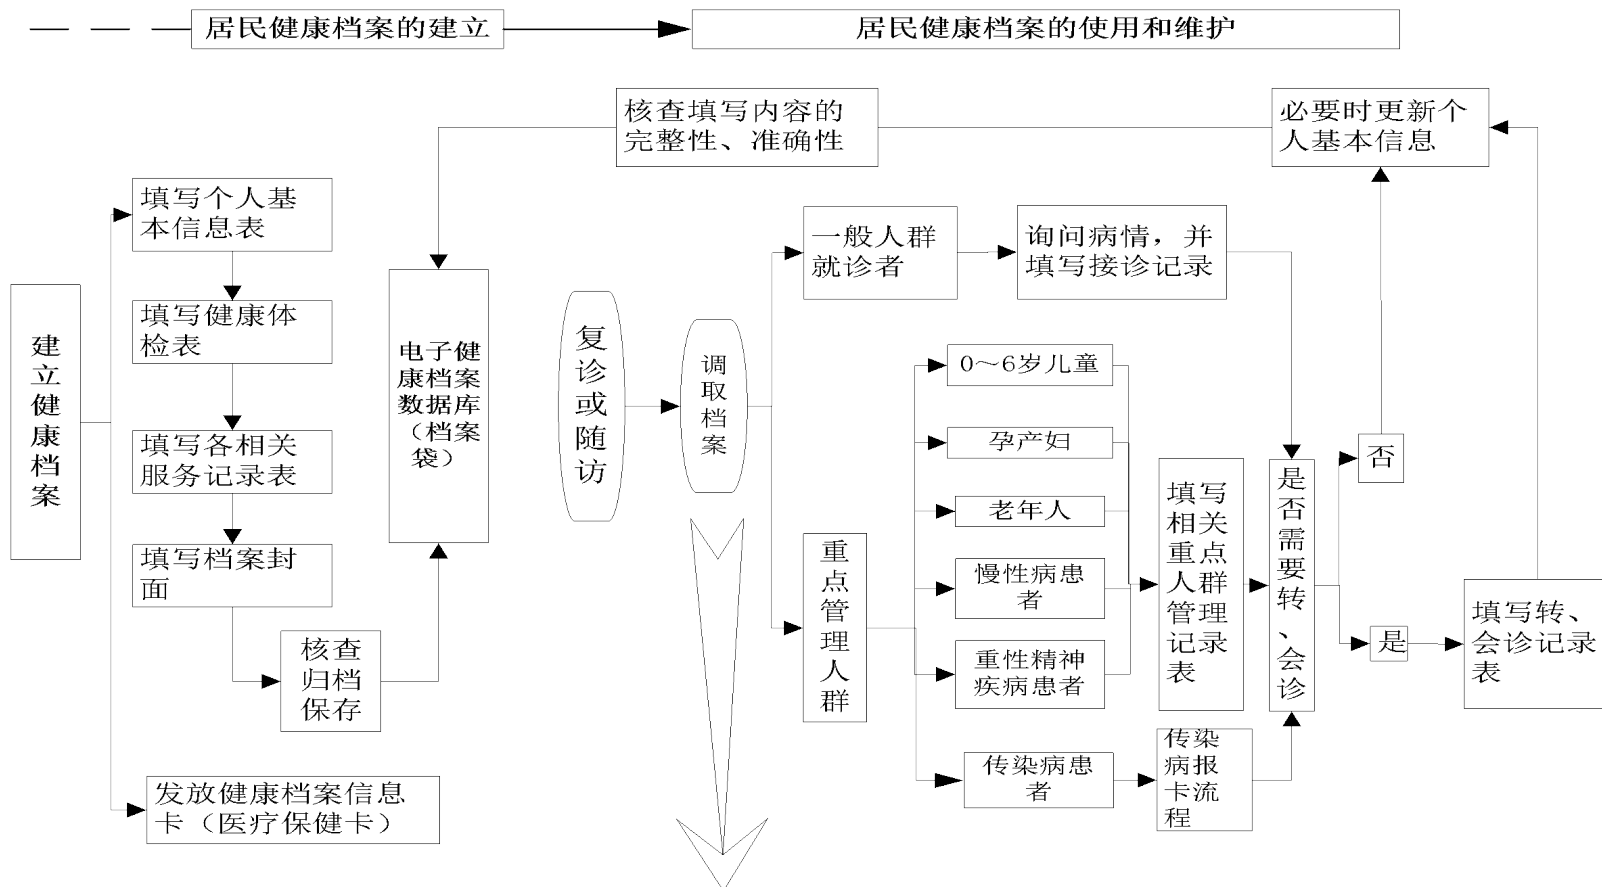 居民健康档案的建立
居民健康档案的使用和维护
核查填写内容的
完整性、准确性
必要时更新个
人基本信息
建立健康档案
填写个人基
本信息表
填写健康体
检表
填写各相关
服务记录表
填写档案封
面
核查
归档
保存
发放健康档案信息
卡（医疗保健卡）
电子健
康档案
数据库
（档案
袋）
复诊或随访
调取档案
一般人群
就诊者
询问病情，并
填写接诊记录
重点管理人群
0～6岁儿童
孕产妇
老年人
慢性病患
者
重性精神
疾病患者
传染病患
者
填写
相关
重点
人群
管理
记录
表
传染
病报
卡流
程
是否需要转、会诊
否
是
填写转、
会诊记录
表